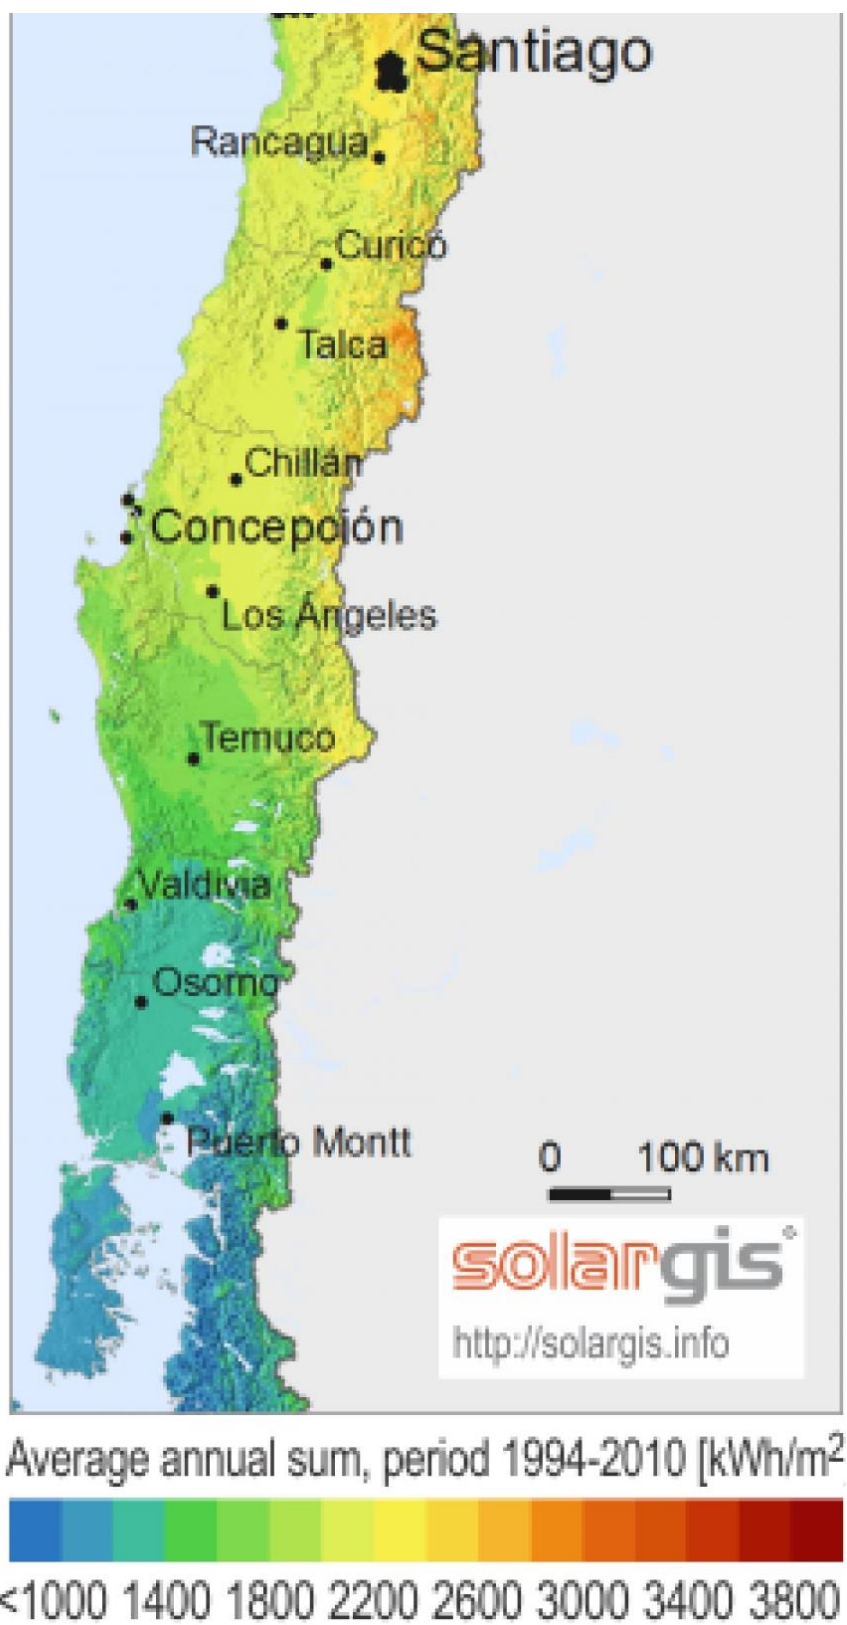 Santiago
Rancagua
Curicó
Talca
Chillán
Concepción
Los Ángeles
Temuco
Valdivia
Osorno
Puerto Montt
0 100 km
solargis
http://solargis.info
Average annual sum, period 1994-2010 [kWh/m2
<1000 1400 1800 2200 2600 3000 3400 3800